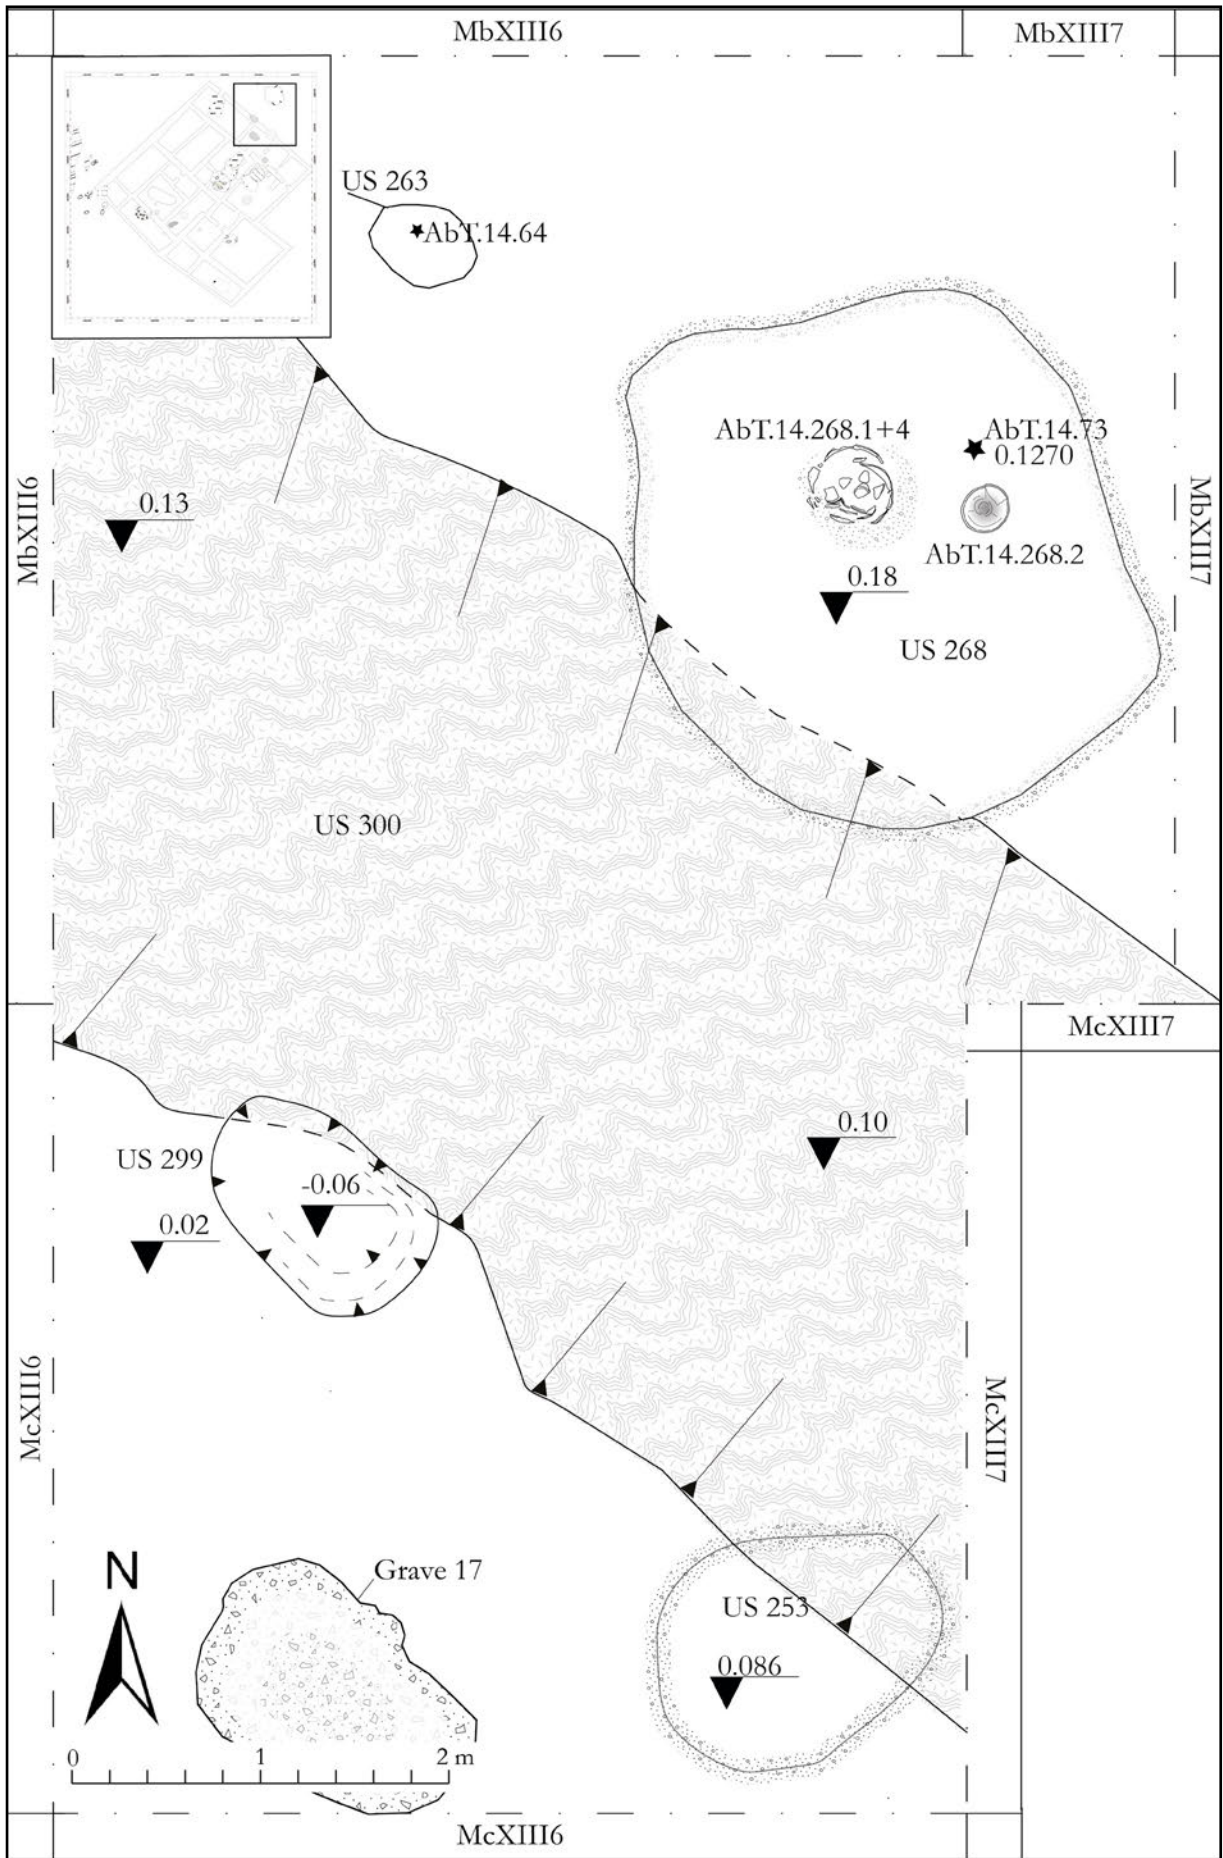 MbXIII6
MbXIII7
US 263
AbT.14.64
AbT.14.268.1+4
AbT.14.73
0.1270
MbXIII6
0.13
MbXIII7
AbT.14.268.2
0.18
US 268
US 300
McXIII7
0.10
US 299
-0.06
0.02
McXIII6
McXIII7
N
Grave 17
US 253
0.086
0 1 2 m
McXIII6